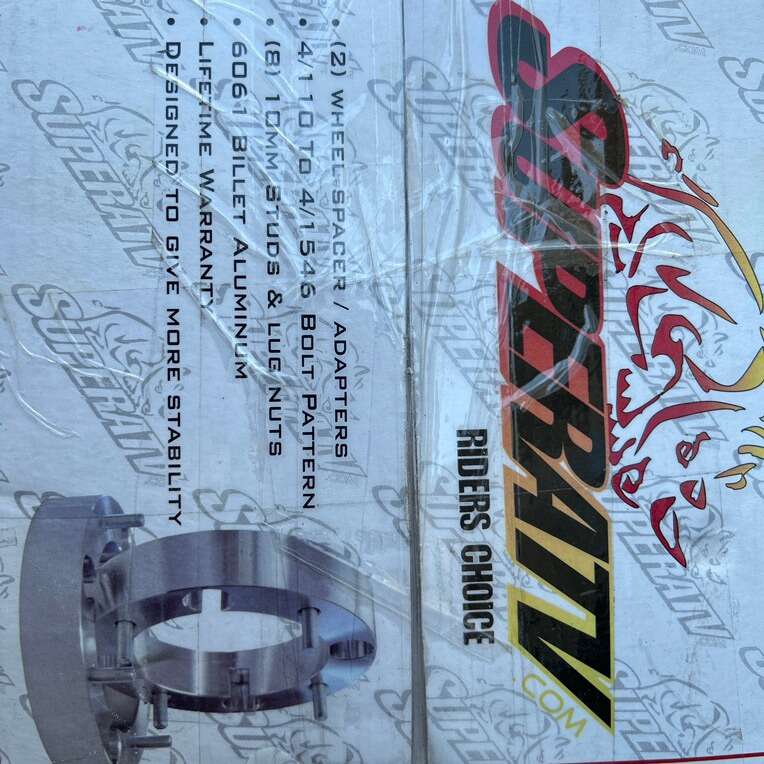 SUPERATV
.COM
RIDERS CHOICE
• (2) WHEEL SPACER / ADAPTERS
• 4/110 TO 4/1546 BOLT PATTERN
• (8) 10MM STUDS & LUG NUTS
• 6061 BILLET ALUMINUM
• LIFETIME WARRANTY
• DESIGNED TO GIVE MORE STABILITY